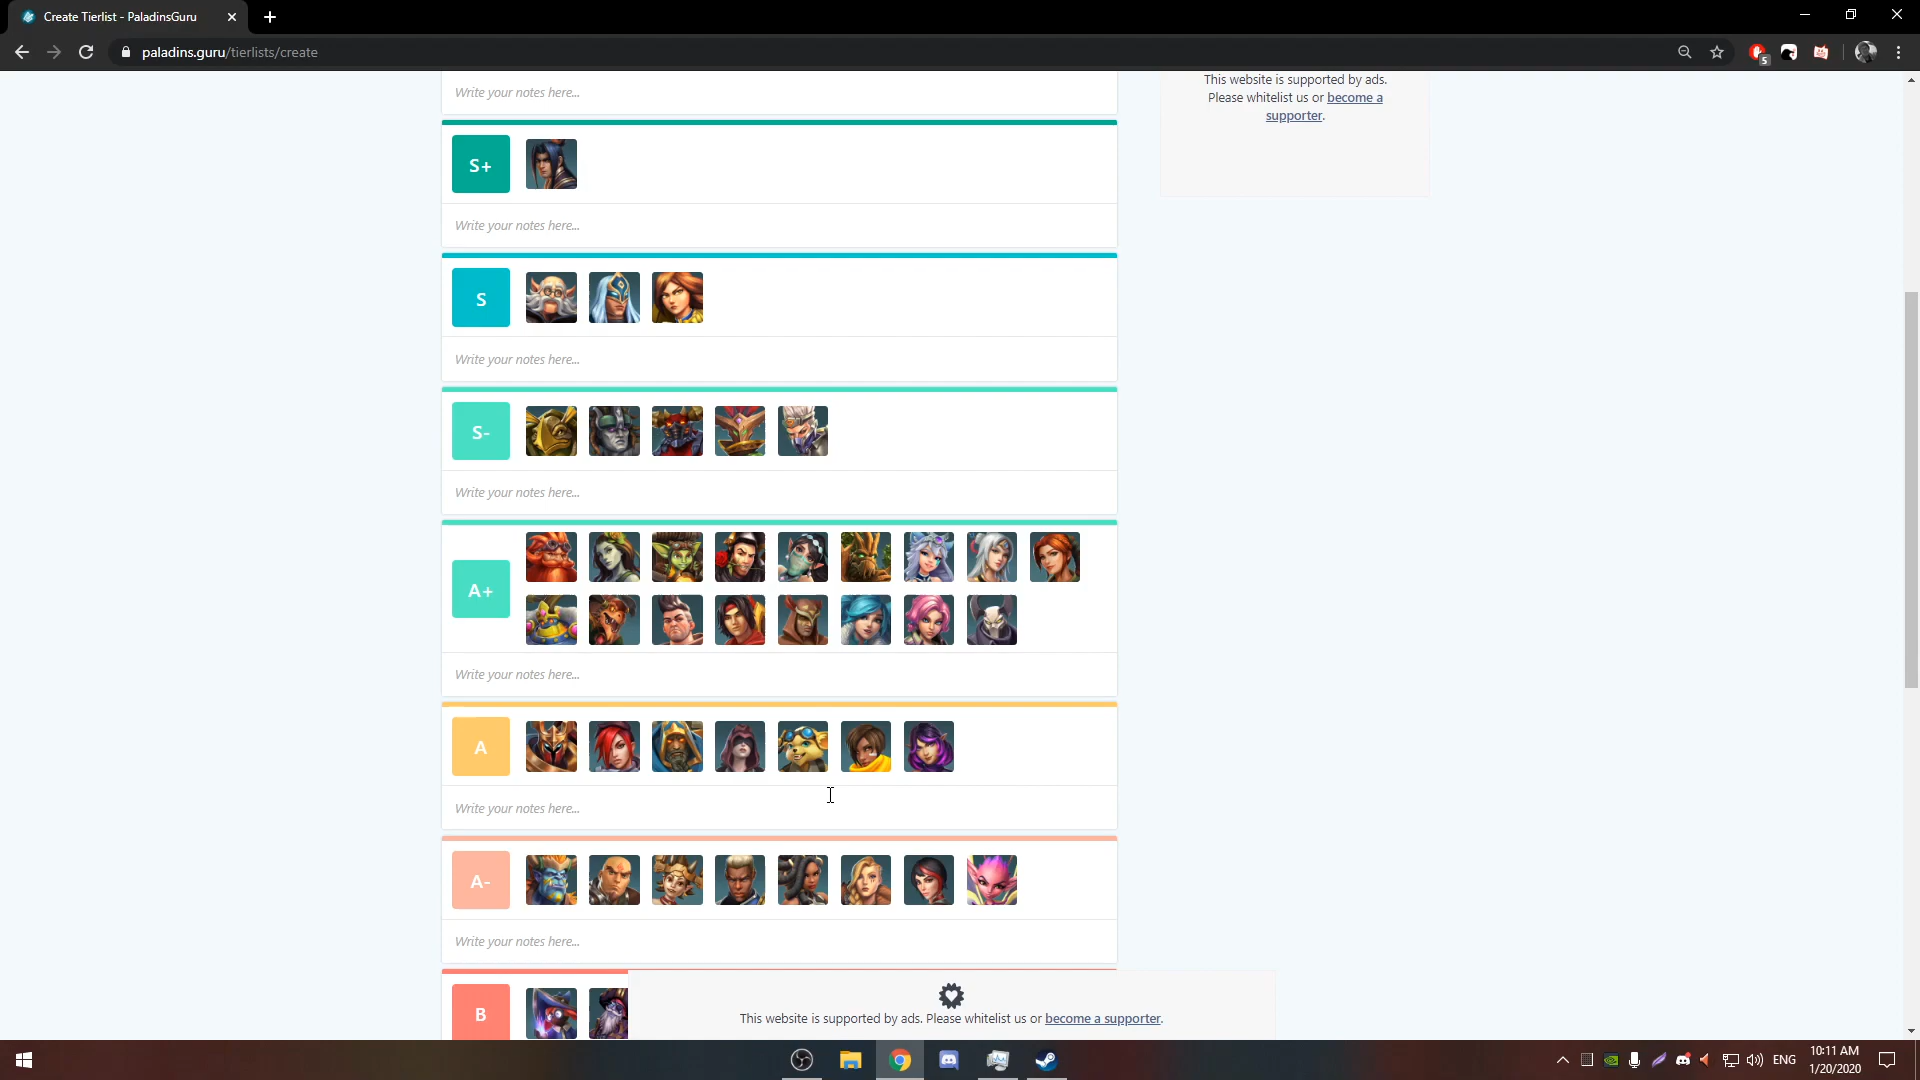 Create Tierlist - PaladinsGuru
paladins.guru/tierlists/create
5
This website is supported by ads.
Please whitelist us or become a
supporter.
Write your notes here...
S+
Write your notes here...
S
Write your notes here...
S-
Write your notes here...
A+
Write your notes here...
A
Write your notes here...
A-
Write your notes here...
B
This website is supported by ads. Please whitelist us or become a supporter.
ENG
10:11 AM
1/20/2020